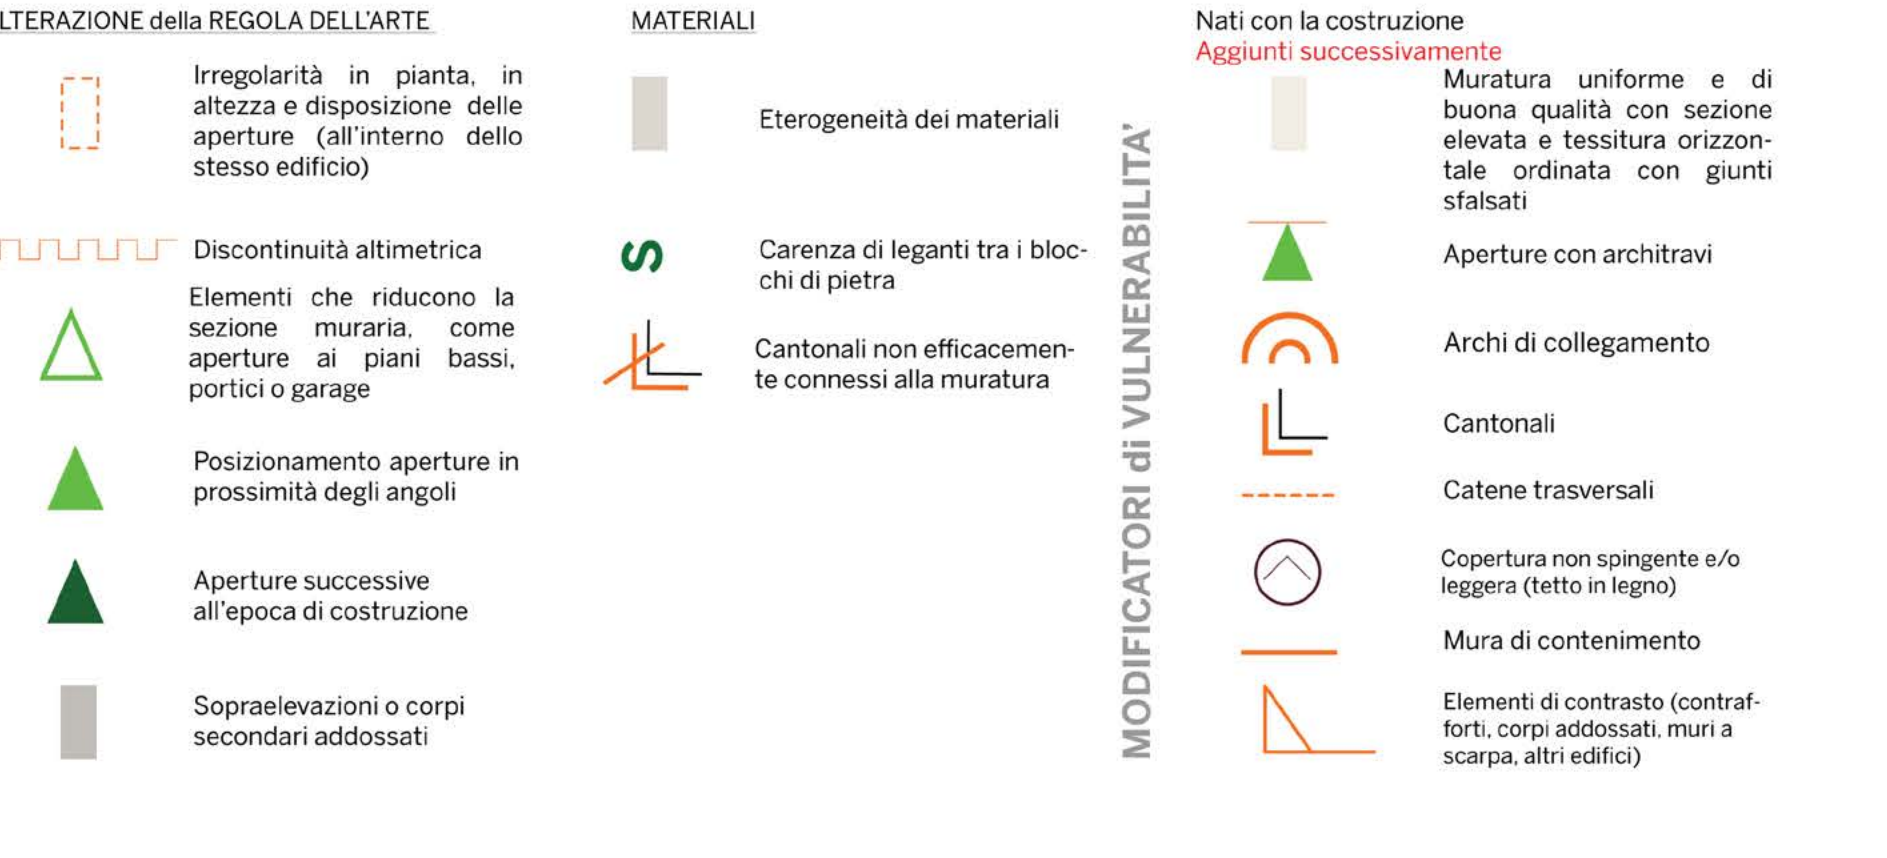 LTERAZIONE della REGOLA DELL'ARTE
Irregolarità in pianta, in
altezza e disposizione delle
aperture (all'interno dello
stesso edificio)
Discontinuità altimetrica
Elementi che riducono la
sezione muraria, come
aperture ai piani bassi,
portici o garage
Posizionamento aperture in
prossimità degli angoli
Aperture successive
all'epoca di costruzione
Sopraelevazioni o corpi
secondari addossati
MATERIALI
Eterogeneità dei materiali
S
Carenza di leganti tra i bloc-
chi di pietra
Cantonali non efficacemen-
te connessi alla muratura
MODIFICATORI di VULNERABILITA'
Nati con la costruzione
Aggiunti successivamente
Muratura uniforme e di
buona qualità con sezione
elevata e tessitura orizzon-
tale ordinata con giunti
sfalsati
Aperture con architravi
Archi di collegamento
Cantonali
Catene trasversali
Copertura non spingente e/o
leggera (tetto in legno)
Mura di contenimento
Elementi di contrasto (contraf-
forti, corpi addossati, muri a
scarpa, altri edifici)